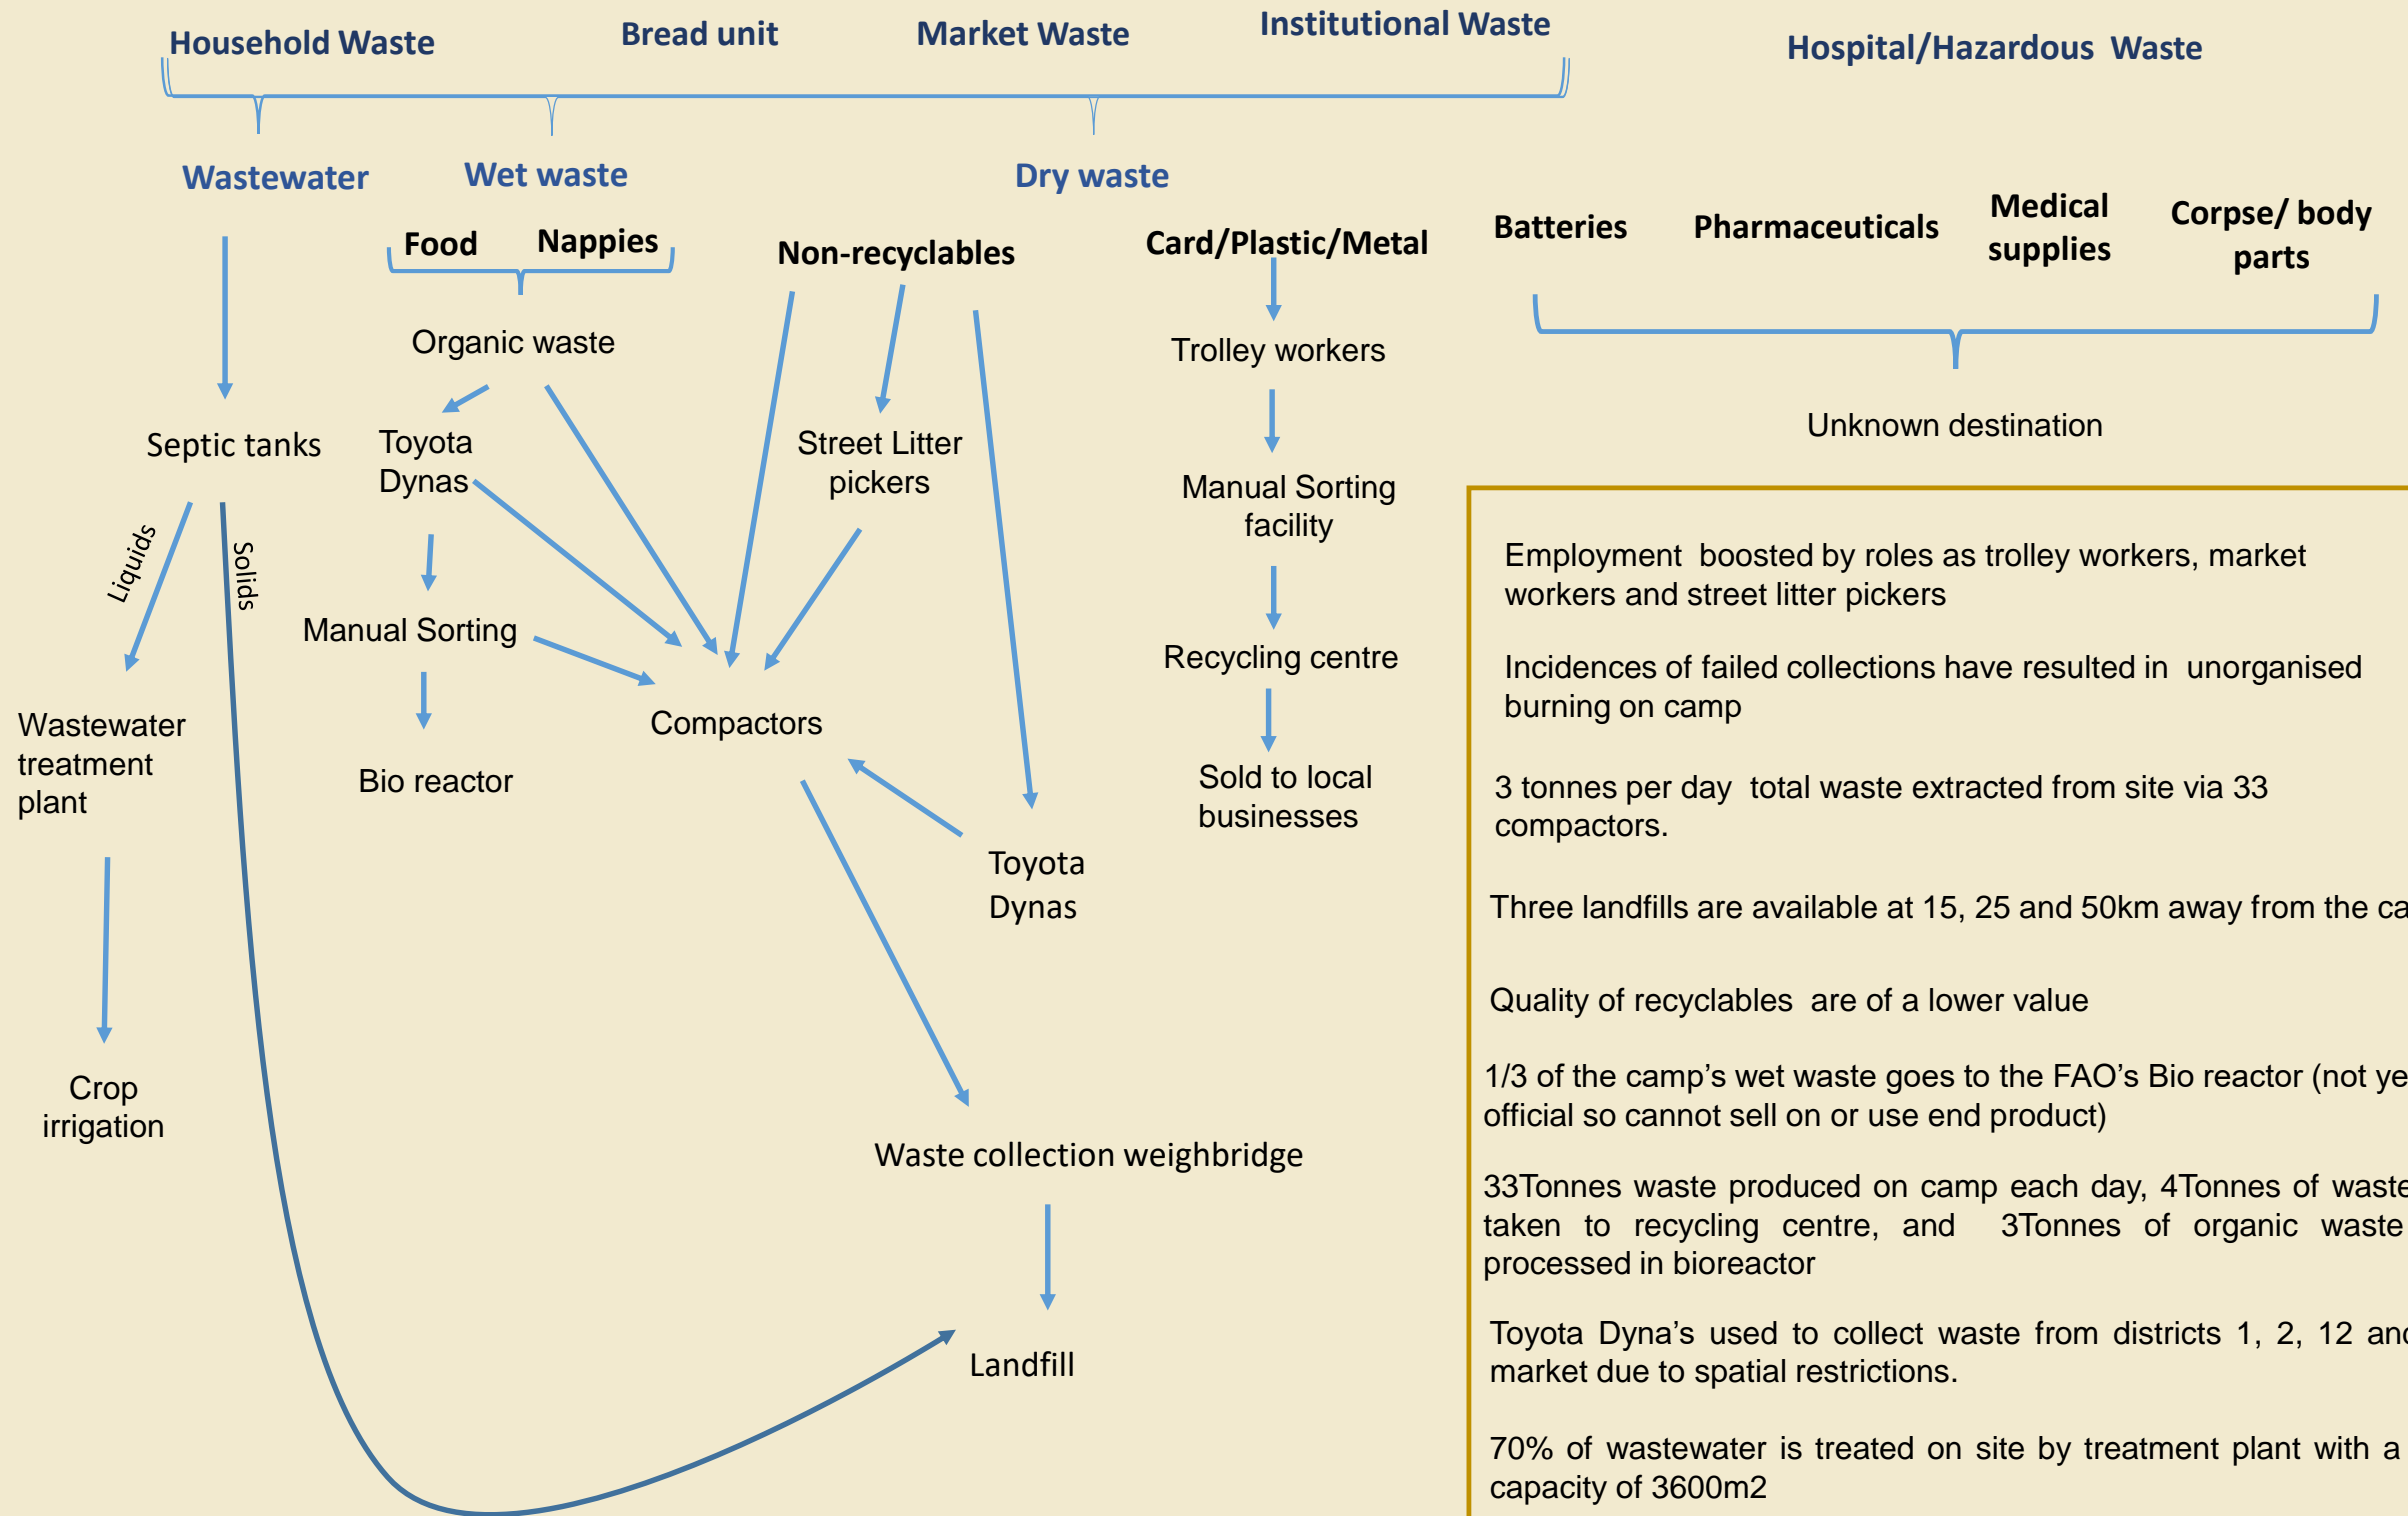 Household Waste
Bread unit
Market Waste
Institutional Waste
Hospital/Hazardous Waste
Wastewater
Wet waste
Dry waste
Food
Nappies
Non-recyclables
Card/Plastic/Metal
Batteries
Pharmaceuticals
Medical
supplies
Corpse/ body
parts
Organic waste
Trolley workers
Unknown destination
Septic tanks
Toyota
Dynas
Street Litter
pickers
Manual Sorting
facility
Liquids
Solids
Manual Sorting
Recycling centre
Wastewater
treatment
plant
Bio reactor
Compactors
Sold to local
businesses
Toyota
Dynas
Crop
irrigation
Waste collection weighbridge
Landfill
Employment boosted by roles as trolley workers, market
workers and street litter pickers
Incidences of failed collections have resulted in unorganised
burning on camp
3 tonnes per day total waste extracted from site via 33
compactors.
Three landfills are available at 15, 25 and 50km away from the
Quality of recyclables are of a lower value
1/3 of the camp's wet waste goes to the FAO's Bio reactor (not
official so cannot sell on or use end product)
33Tonnes waste produced on camp each day, 4Tonnes of waste
taken to recycling centre, and 3Tonnes of organic waste
processed in bioreactor
Toyota Dyna's used to collect waste from districts 1, 2, 12 and
market due to spatial restrictions.
70% of wastewater is treated on site by treatment plant with a
capacity of 3600m2